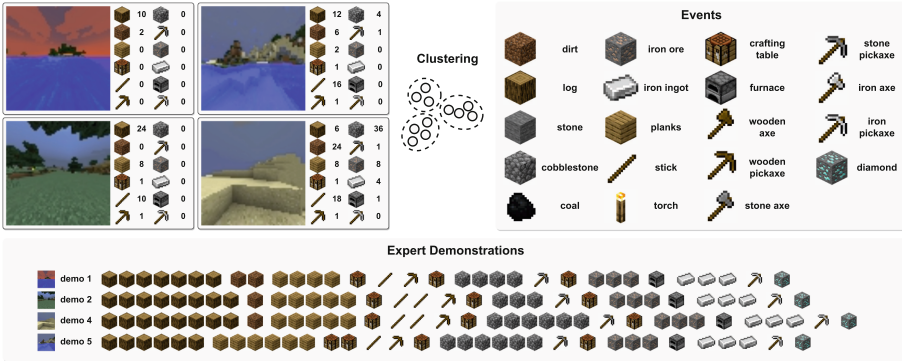 10 0
2 0
0 0
0 0
0 0
0 0
12 4
6 1
2 0
1 0
16 0
1 0
24 0
0 0
8 0
1 0
10 0
1 0
6 36
24 1
8 8
1 4
18 1
1 0
Clustering
Events
dirt
iron ore
crafting table
stone pickaxe
log
iron ingot
furnace
iron axe
stone
planks
wooden axe
iron pickaxe
cobblestone
stick
wooden pickaxe
diamond
coal
torch
stone axe
Expert Demonstrations
demo 1
demo 2
demo 4
demo 5